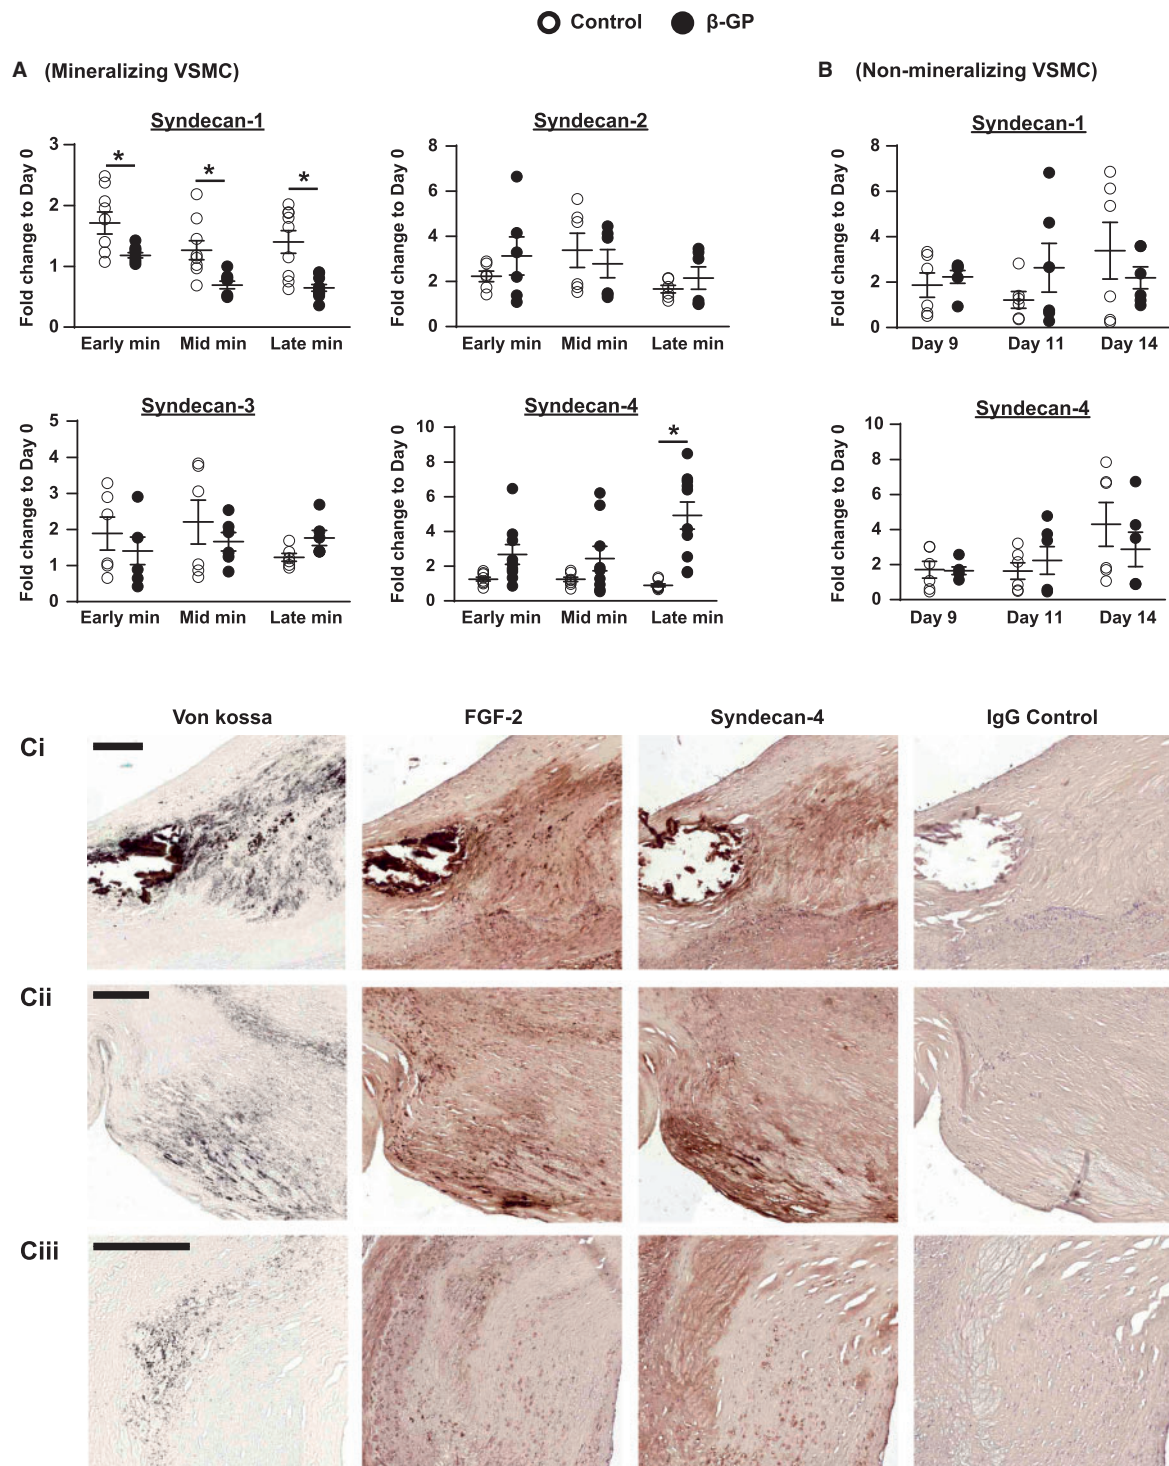 Control β-GP
A (Mineralizing VSMC)
B (Non-mineralizing VSMC)
Syndecan-1
Fold change to Day 0
3
2
1
0
* * *
Early min Mid min Late min
Syndecan-2
Fold change to Day 0
8
6
4
2
0
Early min Mid min Late min
Syndecan-1
Fold change to Day 0
8
6
4
2
0
Day 9 Day 11 Day 14
Syndecan-3
Fold change to Day 0
5
4
3
2
1
0
Early min Mid min Late min
Syndecan-4
Fold change to Day 0
10
8
6
4
2
0
*
Early min Mid min Late min
Syndecan-4
Fold change to Day 0
10
8
6
4
2
0
Day 9 Day 11 Day 14
Von kossa FGF-2 Syndecan-4 IgG Control
Ci
Cii
Ciii